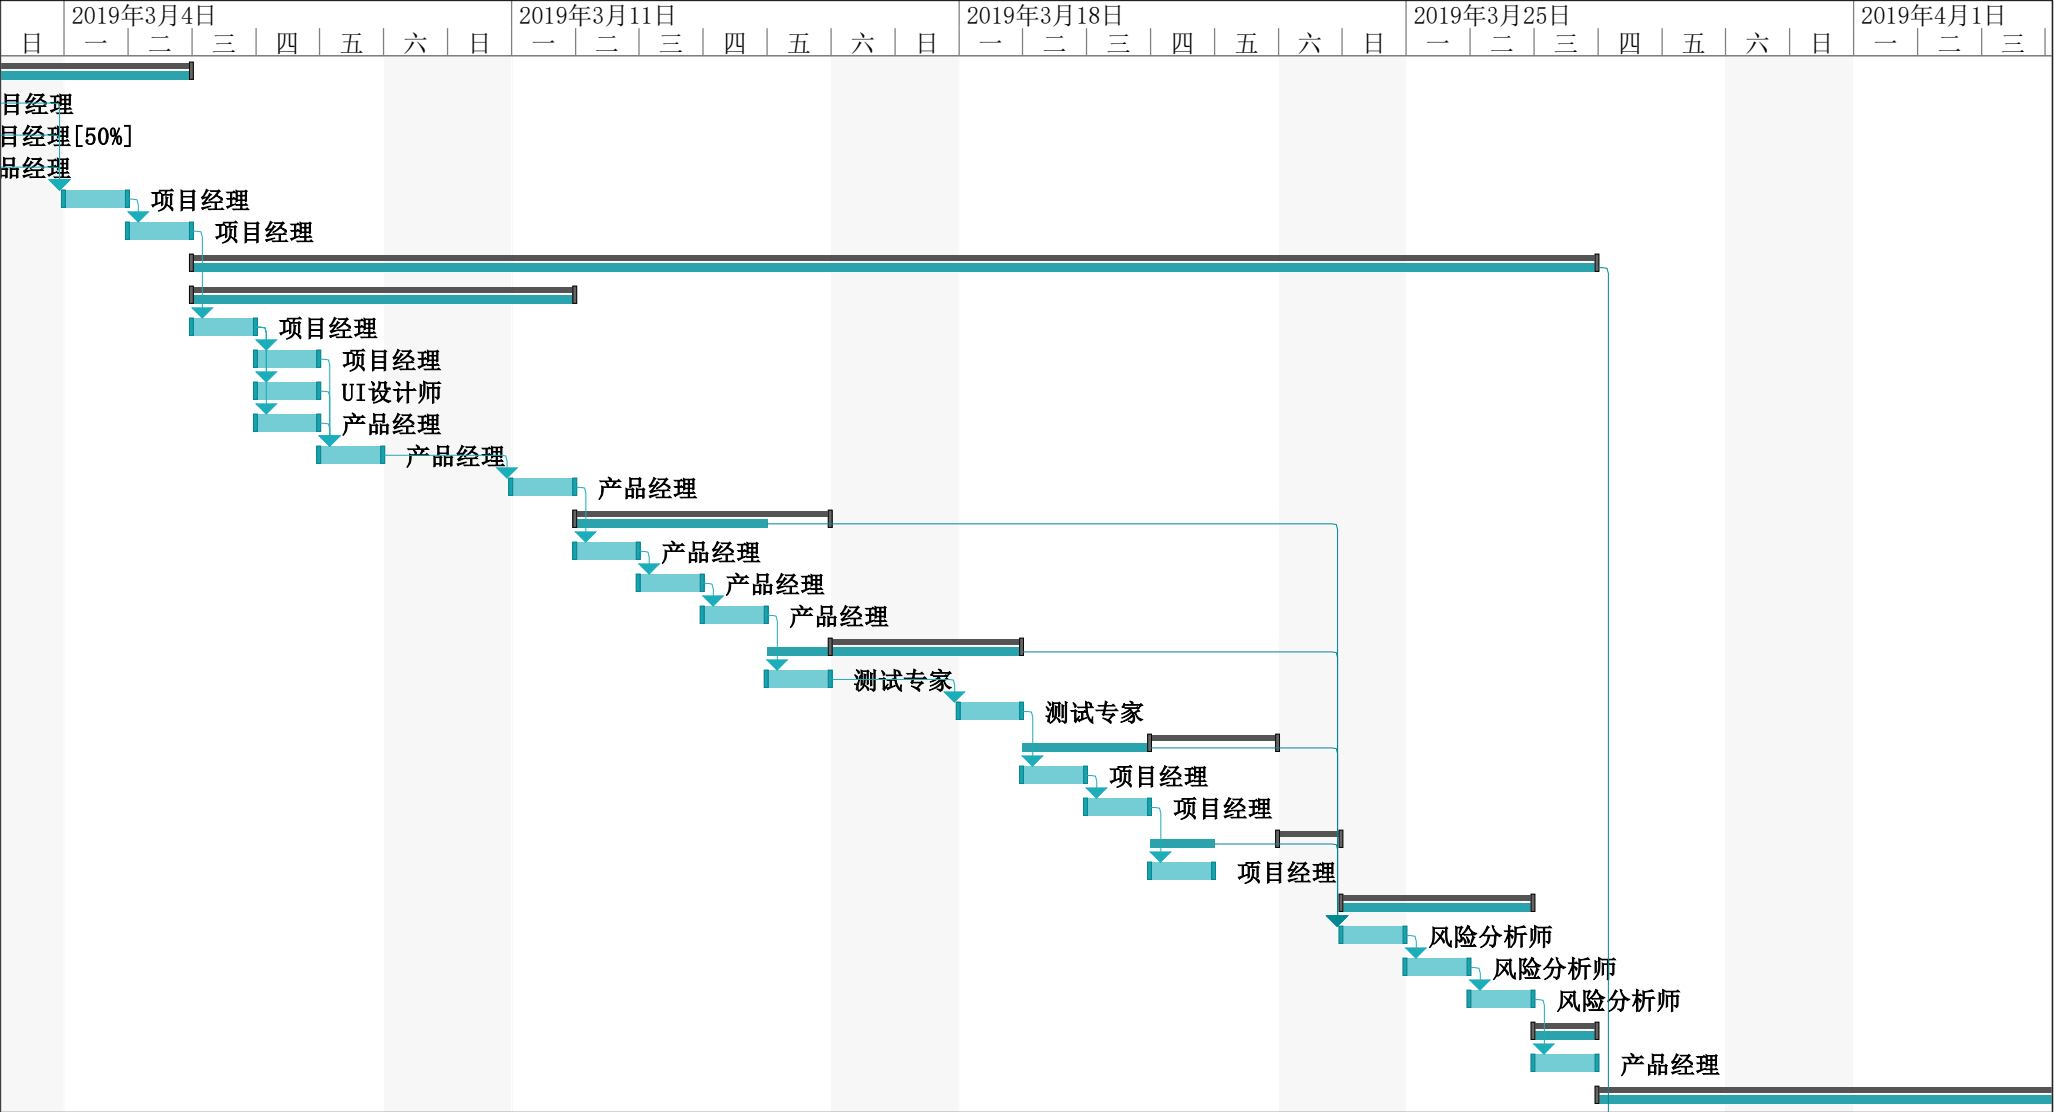 2019年3月4日 2019年3月11日 2019年3月18日 2019年3月25日 2019年4月1日
日 一 二 三 四 五 六 日 一 二 三 四 五 六 日 一 二 三 四 五 六 日 一 二 三 四 五 六 日 一 二 三
目经理
目经理[50%]
品经理
项目经理
项目经理
项目经理
项目经理
UI设计师
产品经理
产品经理
产品经理
产品经理
产品经理
产品经理
测试专家
测试专家
项目经理
项目经理
项目经理
风险分析师
风险分析师
风险分析师
产品经理